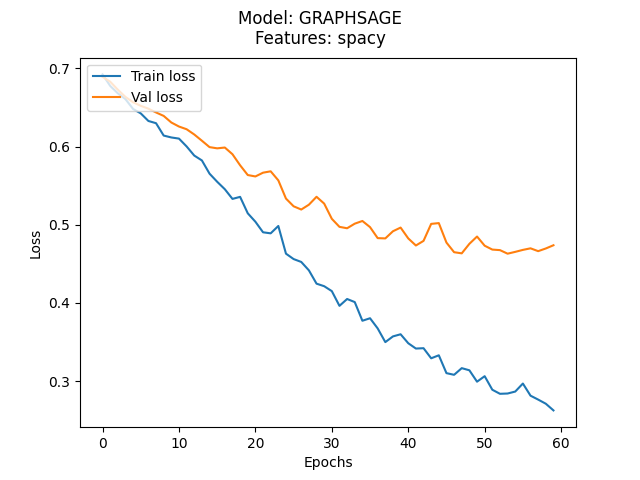 Model: GRAPHSAGE
Features: spacy
Train loss
Val loss
0.7
0.6
0.5
0.4
0.3
Loss
0 10 20 30 40 50 60
Epochs